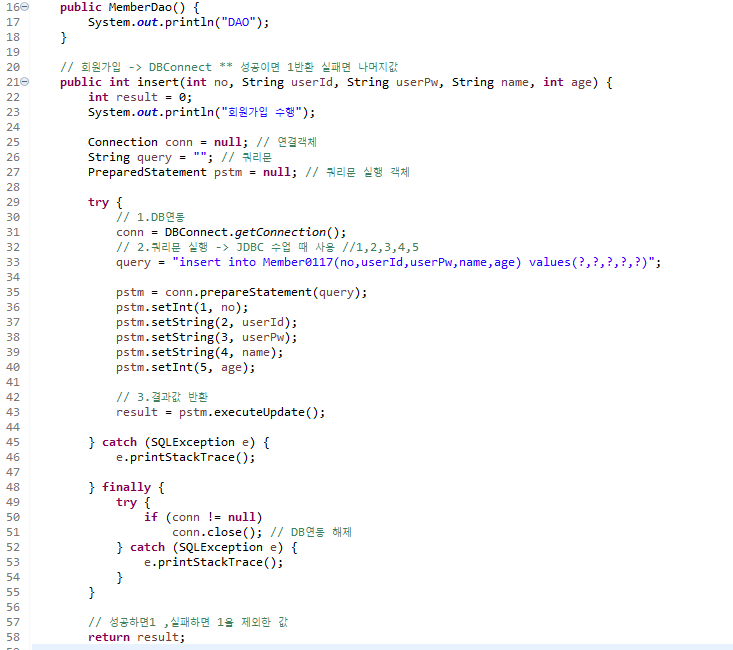 16 public MemberDao() {
17 System.out.println("DAO");
18 }
19
20 // 회원가입 -> DBConnect ** 성공이면 1반환 실패면 나머지값
21 public int insert(int no, String userId, String userPw, String name, int age) {
22 int result = 0;
23 System.out.println("회원가입 수행");
24
25 Connection conn = null; // 연결객체
26 String query = ""; // 쿼리문
27 PreparedStatement pstm = null; // 쿼리문 실행 객체
28
29 try {
30 // 1.DB연동
31 conn = DBConnect.getConnection();
32 // 2.쿼리문 실행 -> JDBC 수업 때 사용 //1,2,3,4,5
33 query = "insert into Member0117(no,userId,userPw,name,age) values(?,?,?,?,?)";
34
35 pstm = conn.prepareStatement(query);
36 pstm.setInt(1, no);
37 pstm.setString(2, userId);
38 pstm.setString(3, userPw);
39 pstm.setString(4, name);
40 pstm.setInt(5, age);
41
42 // 3.결과값 반환
43 result = pstm.executeUpdate();
44
45 } catch (SQLException e) {
46 e.printStackTrace();
47
48 } finally {
49 try {
50 if (conn != null)
51 conn.close(); // DB연동 해제
52 } catch (SQLException e) {
53 e.printStackTrace();
54 }
55 }
56
57 // 성공하면1 ,실패하면 1을 제외한 값
58 return result;